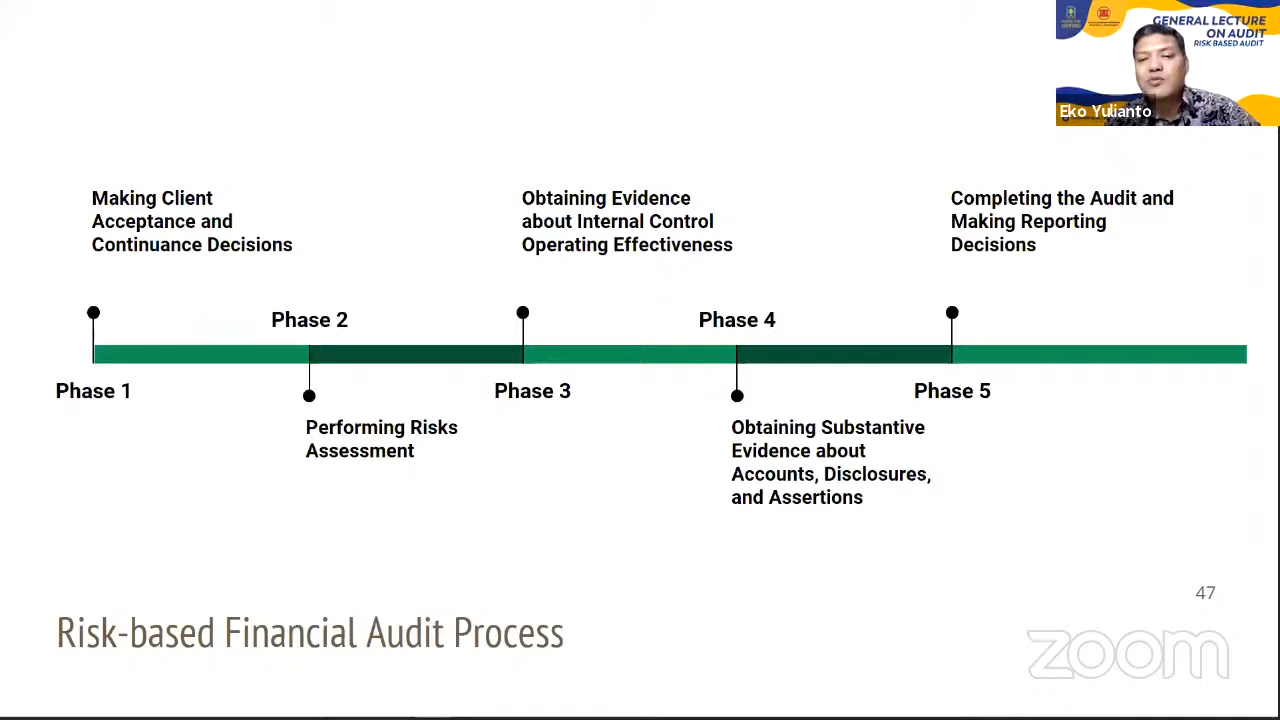 GENERAL LECTURE
ON AUDIT
RISK BASED AUDIT
Eko Yulianto
Making Client
Acceptance and
Continuance Decisions
Obtaining Evidence
about Internal Control
Operating Effectiveness
Completing the Audit and
Making Reporting
Decisions
Phase 2
Phase 4
Phase 1
Phase 3
Phase 5
Performing Risks
Assessment
Obtaining Substantive
Evidence about
Accounts, Disclosures,
and Assertions
47
Risk-based Financial Audit Process
zoom